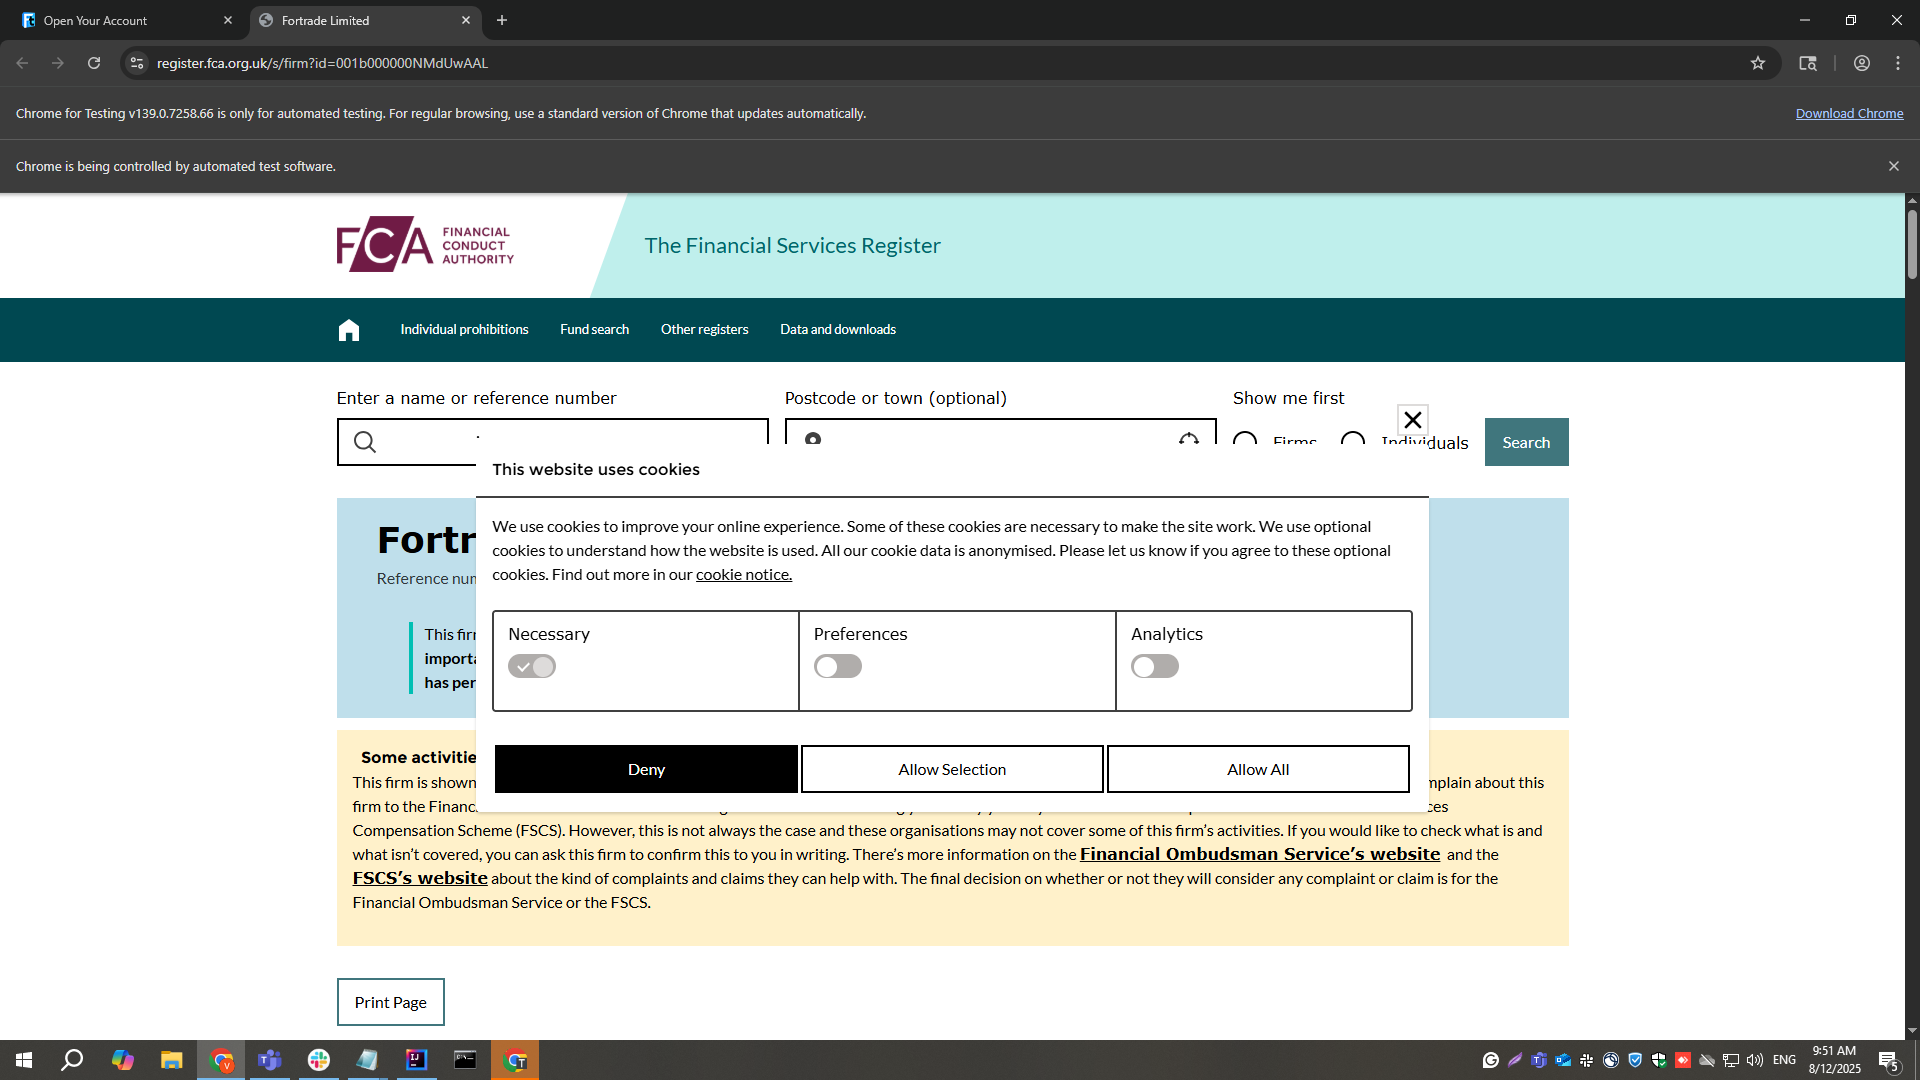 Open Your Account
Fortrade Limited
register.fca.org.uk/s/firm?id=001b000000NMdUwAAL
Chrome for Testing v139.0.7258.66 is only for automated testing. For regular browsing, use a standard version of Chrome that updates automatically.
Download Chrome
Chrome is being controlled by automated test software.
FCA FINANCIAL CONDUCT AUTHORITY
The Financial Services Register
Individual prohibitions
Fund search
Other registers
Data and downloads
Enter a name or reference number
Postcode or town (optional)
Show me first
Firms
Individuals
Search
This website uses cookies
We use cookies to improve your online experience. Some of these cookies are necessary to make the site work. We use optional
cookies to understand how the website is used. All our cookie data is anonymised. Please let us know if you agree to these optional
cookies. Find out more in our cookie notice.
Necessary
Preferences
Analytics
Deny
Allow Selection
Allow All
Fortr
Reference num
This firm
importa
has per
Some activitie
This firm is shown
mplain about this
firm to the Financ
ces
Compensation Scheme (FSCS). However, this is not always the case and these organisations may not cover some of this firm's activities. If you would like to check what is and
what isn't covered, you can ask this firm to confirm this to you in writing. There's more information on the Financial Ombudsman Service's website and the
FSCS's website about the kind of complaints and claims they can help with. The final decision on whether or not they will consider any complaint or claim is for the
Financial Ombudsman Service or the FSCS.
Print Page
ENG
9:51 AM
8/12/2025
5